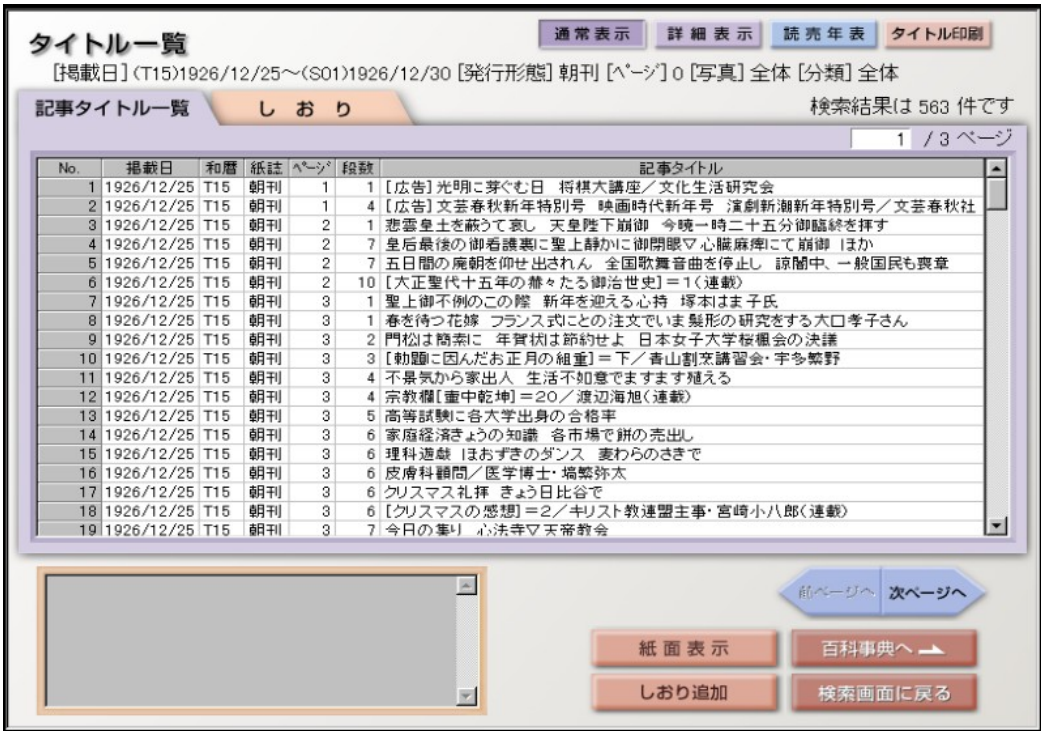 タイトル一覧
通常表示 詳細表示 読売年表 タイトル印刷
[掲載日](T15)1926/12/25～(S01)1926/12/30 [発行形態] 朝刊 [ページ] 0 [写真] 全体 [分類] 全体
記事タイトル一覧 しおり 検索結果は 563 件です
1 / 3 ページ
No. 掲載日 和暦 紙誌 ページ 段数 記事タイトル
1 1926/12/25 T15 朝刊 1 1 [広告]光明に芽ぐむ日 将棋大講座／文化生活研究会
2 1926/12/25 T15 朝刊 1 4 [広告]文芸春秋新年特別号 映画時代新年号 演劇新潮新年特別号／文芸春秋社
3 1926/12/25 T15 朝刊 2 1 悲雲皇土を蔽うて哀し 天皇陛下崩御 今暁一時二十五分御臨終を拝す
4 1926/12/25 T15 朝刊 2 7 皇后最後の御看護裏に聖上静かに御閉眼▽心臓麻痺にて崩御 ほか
5 1926/12/25 T15 朝刊 2 7 五日間の廃朝を仰せ出されん 全国歌舞音曲を停止し 諒闇中、一般国民も喪章
6 1926/12/25 T15 朝刊 2 10 [大正聖代十五年の赫々たる御治世史]＝1(連載)
7 1926/12/25 T15 朝刊 3 1 聖上御不例のこの際 新年を迎える心持 塚本はま子氏
8 1926/12/25 T15 朝刊 3 1 春を待つ花嫁 フランス式にとの注文でいま髪形の研究をする大口孝子さん
9 1926/12/25 T15 朝刊 3 2 門松は簡素に 年賀状は節約せよ 日本女子大学桜楓会の決議
10 1926/12/25 T15 朝刊 3 3 [勅題に因んだお正月の組重]＝下／青山割烹講習会・宇多繁野
11 1926/12/25 T15 朝刊 3 4 不景気から家出人 生活不如意でますます殖える
12 1926/12/25 T15 朝刊 3 4 宗教欄[壷中乾坤]＝20／渡辺海旭(連載)
13 1926/12/25 T15 朝刊 3 5 高等試験に各大学出身の合格率
14 1926/12/25 T15 朝刊 3 6 家庭経済きょうの知識 各市場で餅の売出し
15 1926/12/25 T15 朝刊 3 6 理科遊戯 ほおずきのダンス 麦わらのさきで
16 1926/12/25 T15 朝刊 3 6 皮膚科顧問／医学博士・塙繁弥太
17 1926/12/25 T15 朝刊 3 6 クリスマス礼拝 きょう日比谷で
18 1926/12/25 T15 朝刊 3 6 [クリスマスの感想]＝2／キリスト教連盟主事・宮崎小八郎(連載)
19 1926/12/25 T15 朝刊 3 7 今日の集り 心法寺▽天帝教会
前ページへ 次ページへ
紙面表示 百科事典へ
しおり追加 検索画面に戻る